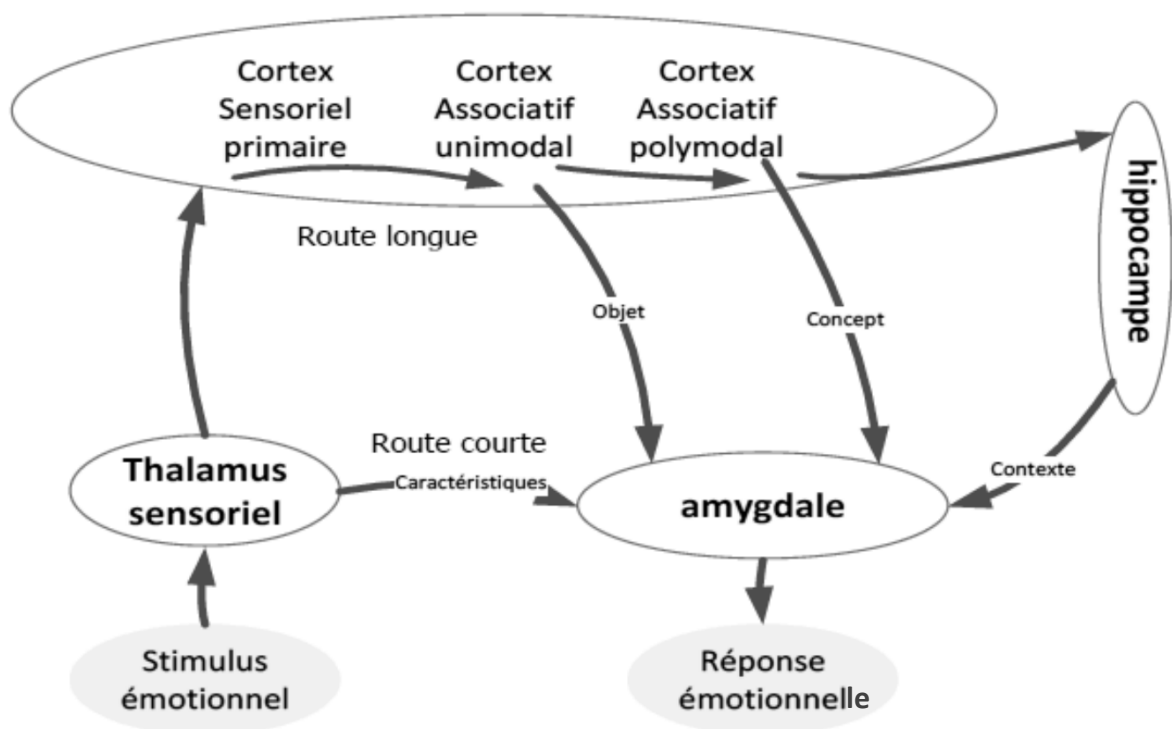 Cortex
Sensoriel
primaire
Cortex
Associatif
unimodal
Cortex
Associatif
polymodal
hippocampe
Route longue
Objet
Concept
Route courte
Caractéristiques
Contexte
Thalamus
sensoriel
amygdale
Stimulus
émotionnel
Réponse
émotionnelle